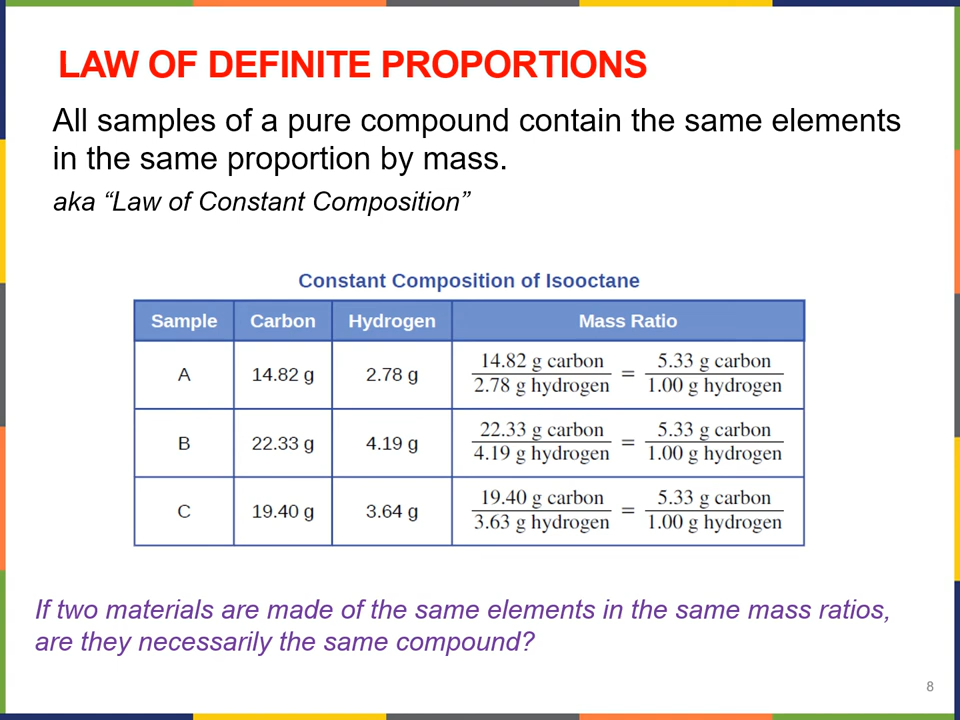 LAW OF DEFINITE PROPORTIONS
All samples of a pure compound contain the same elements
in the same proportion by mass.
aka “Law of Constant Composition”
Constant Composition of Isooctane
Sample Carbon Hydrogen Mass Ratio
A 14.82 g 2.78 g 14.82 g carbon / 2.78 g hydrogen = 5.33 g carbon / 1.00 g hydrogen
B 22.33 g 4.19 g 22.33 g carbon / 4.19 g hydrogen = 5.33 g carbon / 1.00 g hydrogen
C 19.40 g 3.64 g 19.40 g carbon / 3.63 g hydrogen = 5.33 g carbon / 1.00 g hydrogen
If two materials are made of the same elements in the same mass ratios,
are they necessarily the same compound?
8